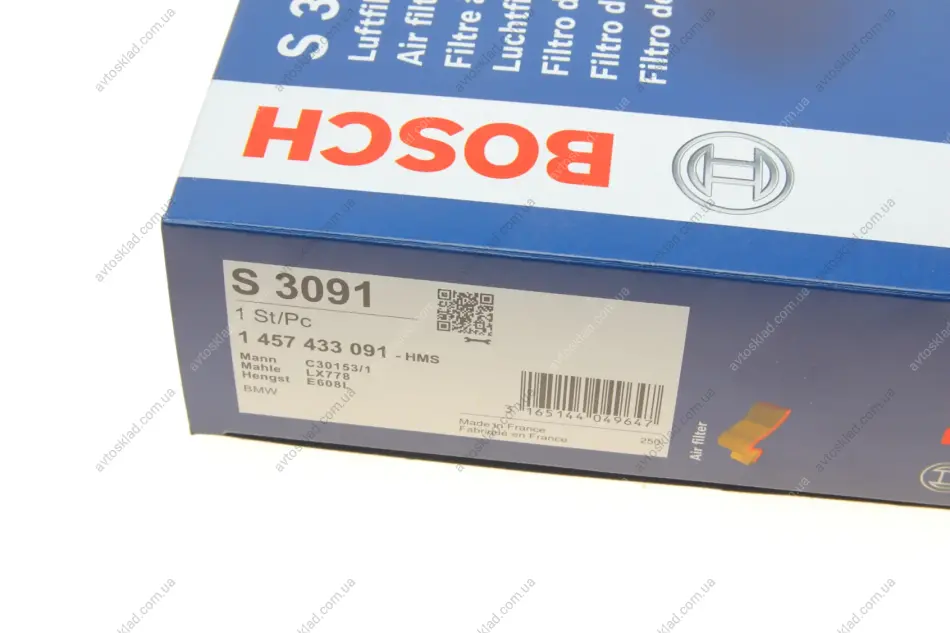 S 3
Luftfil
Air filt
Filtre a
Luchtfi
Filtro d
Filtro d
Filtro de
BOSCH
S 3091
1 St/Pc
1 457 433 091 - HMS
Mann C30153/1
Mahle LX778
Hengst E608L
BMW
3 165144 049647
Made in France
Fabriqué en France
250
Air filter
avtosklad.com.ua